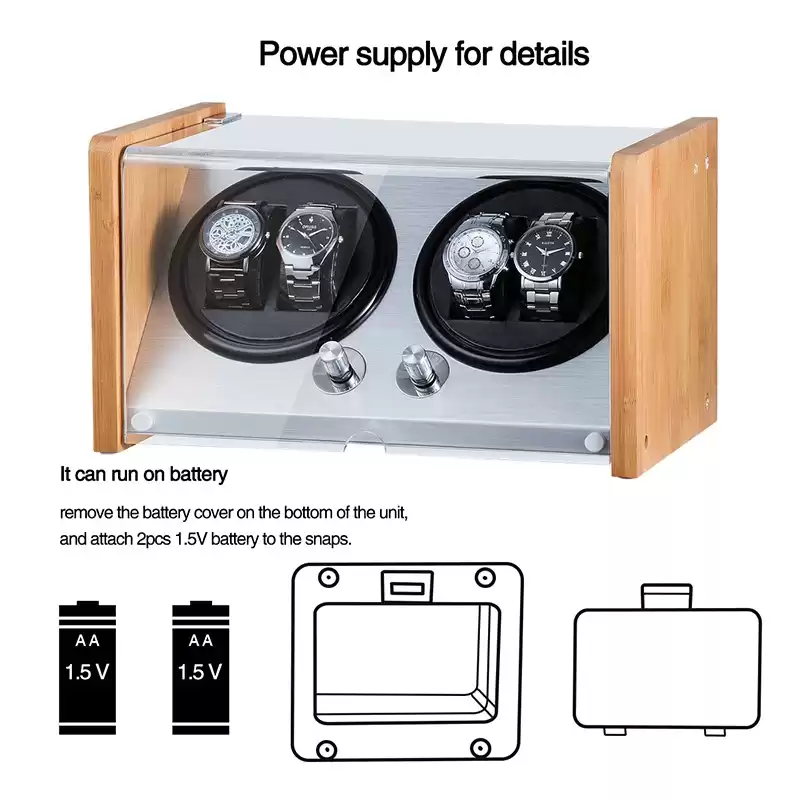 Power supply for details
It can run on battery
remove the battery cover on the bottom of the unit,
and attach 2pcs 1.5V battery to the snaps.
AA
1.5 V
AA
1.5 V